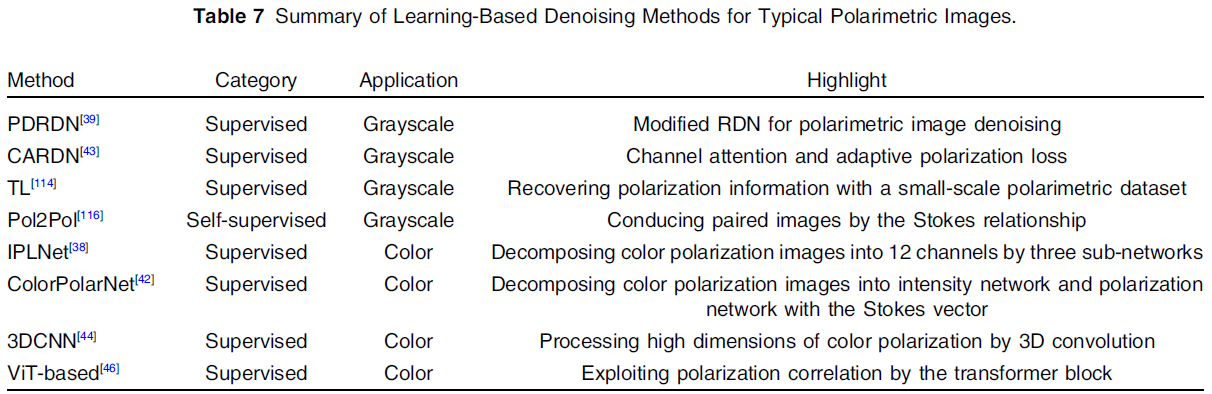 Table 7 Summary of Learning-Based Denoising Methods for Typical Polarimetric Images.
Method Category Application Highlight
PDRDN[39] Supervised Grayscale Modified RDN for polarimetric image denoising
CARDN[43] Supervised Grayscale Channel attention and adaptive polarization loss
TL[114] Supervised Grayscale Recovering polarization information with a small-scale polarimetric dataset
Pol2Pol[116] Self-supervised Grayscale Conducing paired images by the Stokes relationship
IPLNet[38] Supervised Color Decomposing color polarization images into 12 channels by three sub-networks
ColorPolarNet[42] Supervised Color Decomposing color polarization images into intensity network and polarization
network with the Stokes vector
3DCNN[44] Supervised Color Processing high dimensions of color polarization by 3D convolution
ViT-based[46] Supervised Color Exploiting polarization correlation by the transformer block